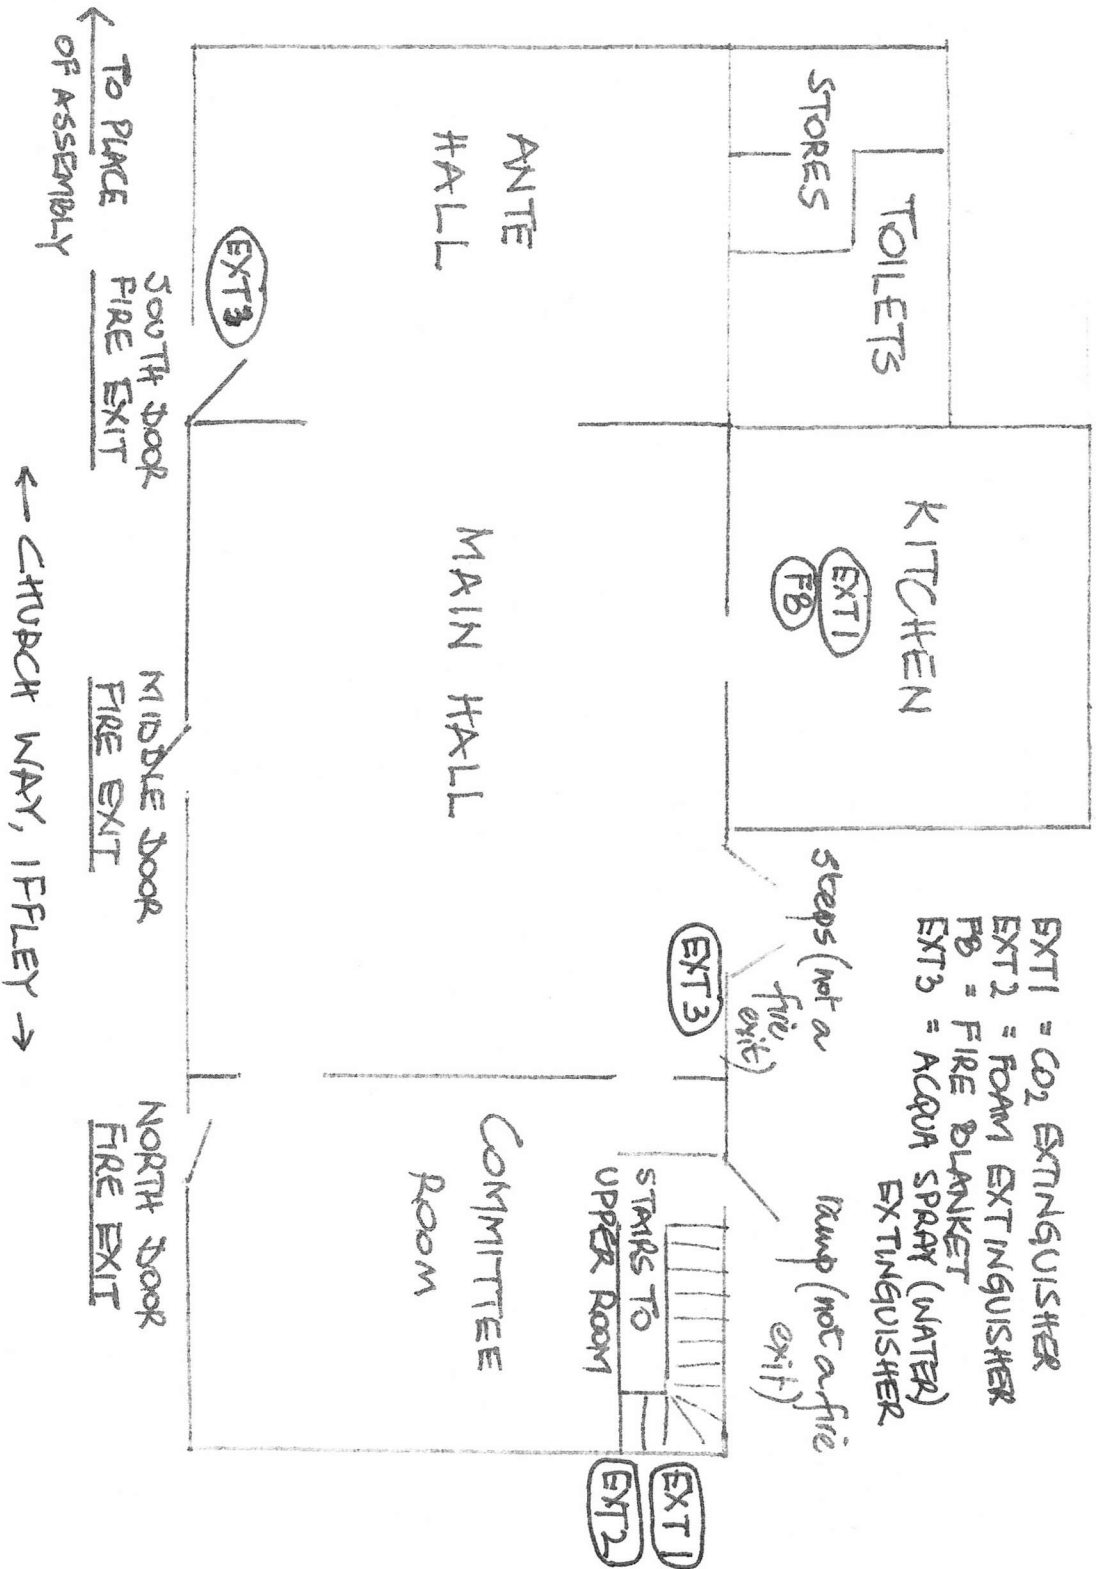 EXT1 = CO2 EXTINGUISHER
EXT2 = FOAM EXTINGUISHER
FB = FIRE BLANKET
EXT3 = ACQUA SPRAY (WATER)
EXTINGUISHER
STORES
TOILETS
KITCHEN
EXT1
FB
Steps (not a
fire
exit)
ramp (not a fire
exit)
ANTE
HALL
MAIN HALL
EXT3
COMMITTEE
ROOM
STAIRS TO
UPPER ROOM
EXT1
EXT2
EXT3
SOUTH DOOR
FIRE EXIT
MIDDLE DOOR
FIRE EXIT
NORTH DOOR
FIRE EXIT
← TO PLACE
OF ASSEMBLY
← CHURCH WAY, IFFLEY →